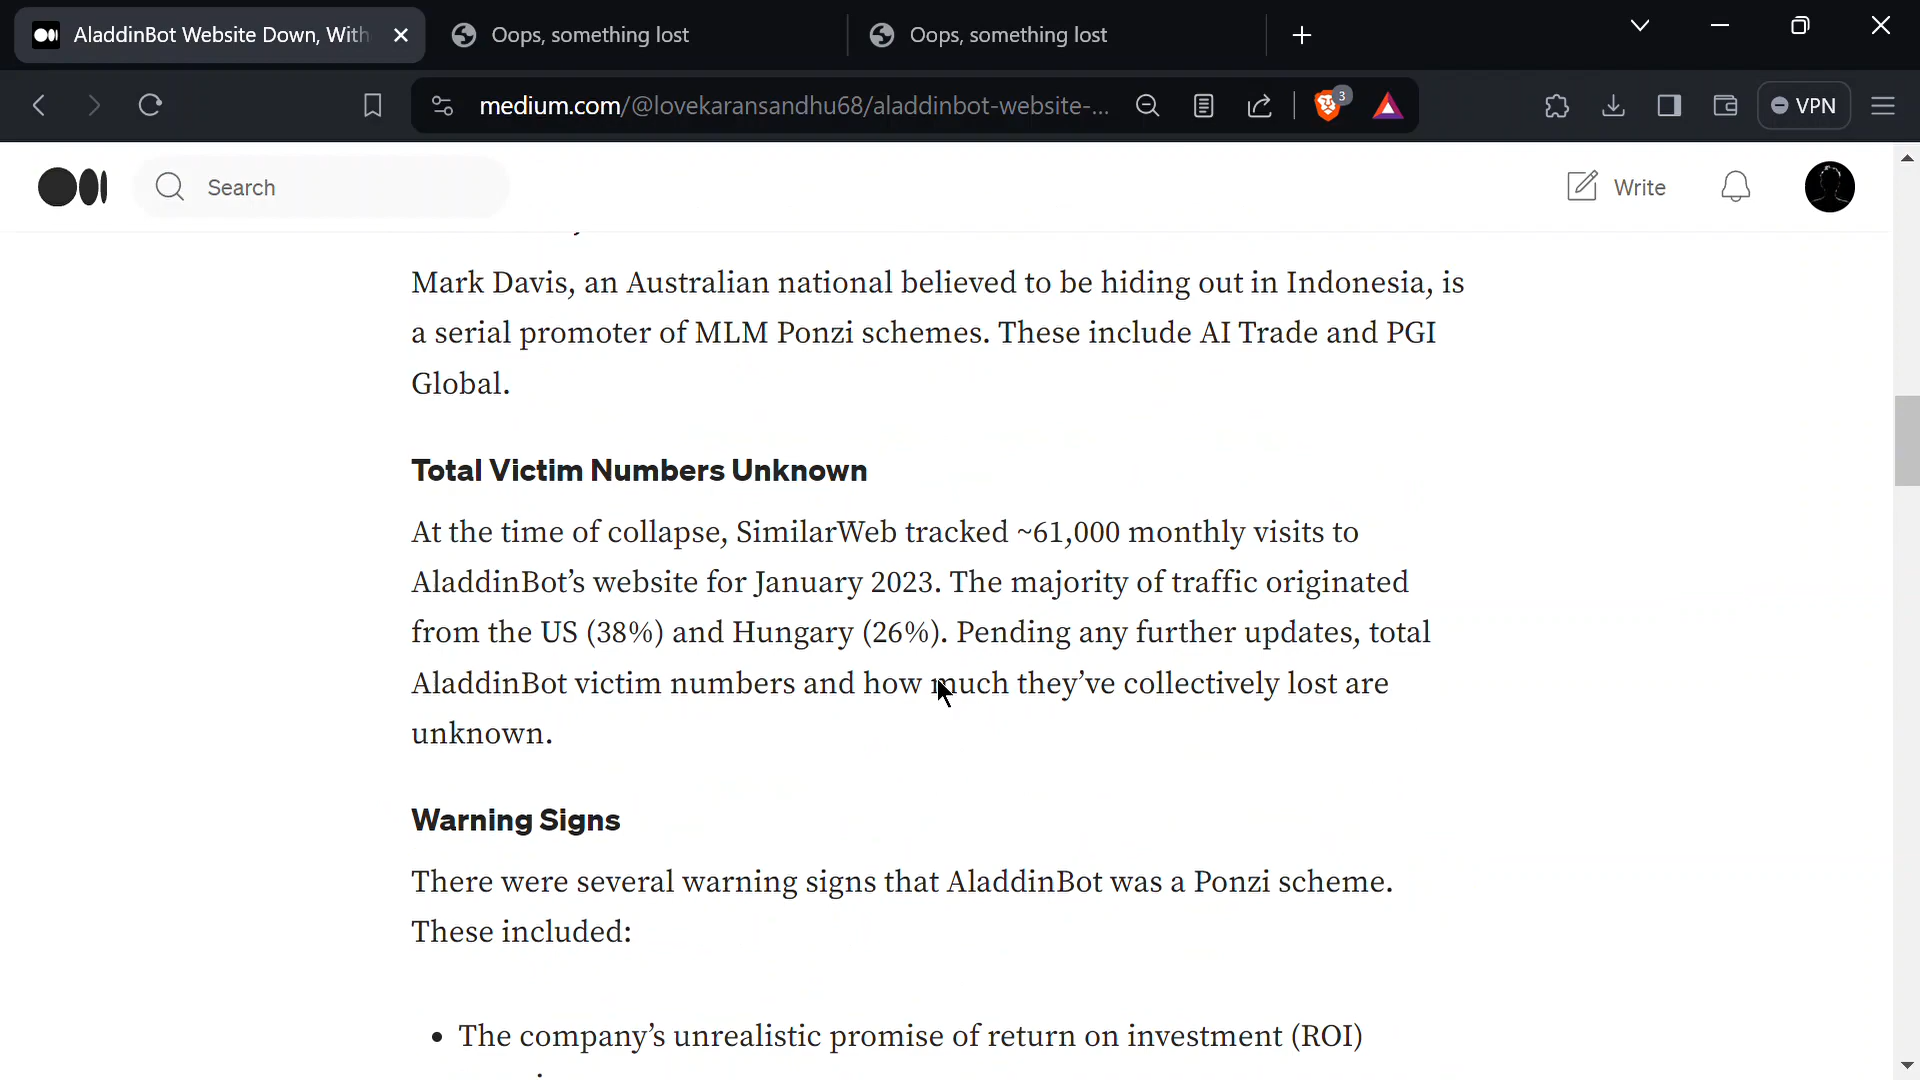 AladdinBot Website Down, With
Oops, something lost
Oops, something lost
medium.com/@lovekaransandhu68/aladdinbot-website-...
3
VPN
Search
Write
Mark Davis, an Australian national believed to be hiding out in Indonesia, is
a serial promoter of MLM Ponzi schemes. These include AI Trade and PGI
Global.
Total Victim Numbers Unknown
At the time of collapse, SimilarWeb tracked ~61,000 monthly visits to
AladdinBot’s website for January 2023. The majority of traffic originated
from the US (38%) and Hungary (26%). Pending any further updates, total
AladdinBot victim numbers and how much they’ve collectively lost are
unknown.
Warning Signs
There were several warning signs that AladdinBot was a Ponzi scheme.
These included:
• The company’s unrealistic promise of return on investment (ROI)